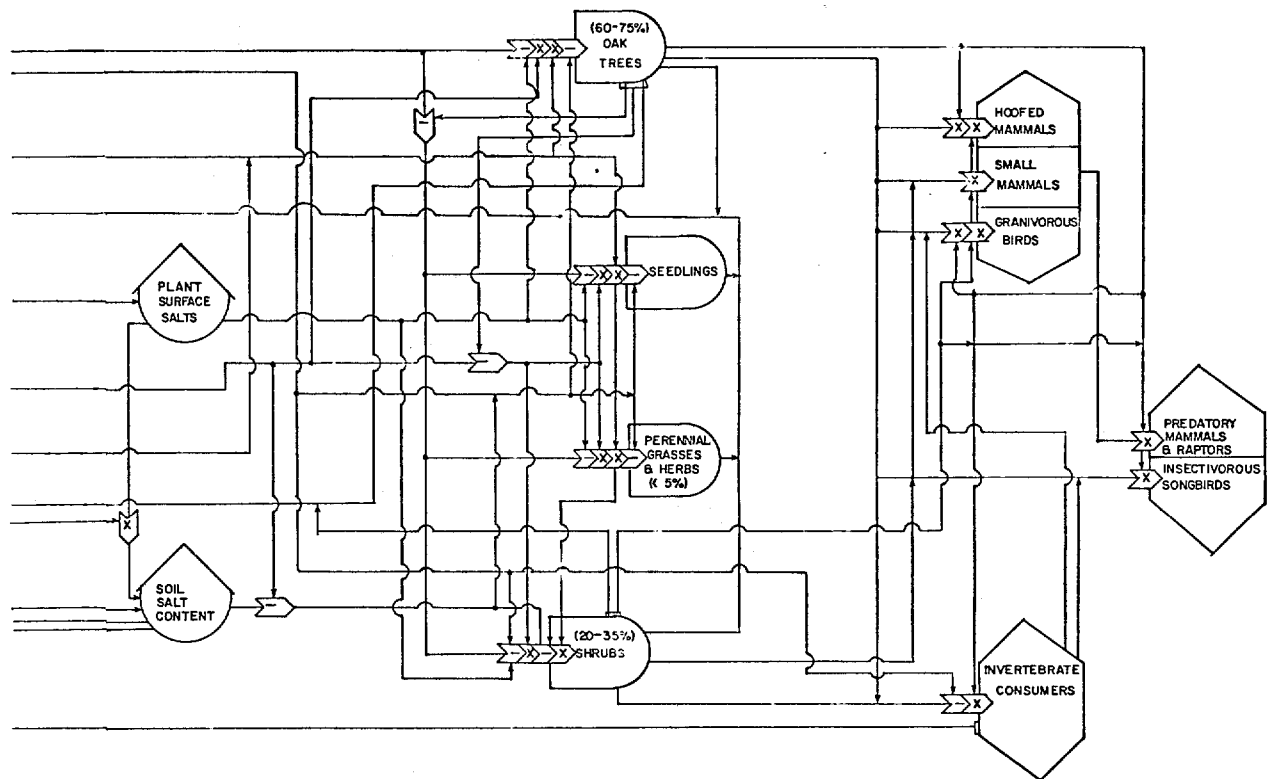 (60-75%)
OAK
TREES
HOOFED
MAMMALS
SMALL
MAMMALS
GRANIVOROUS
BIRDS
PLANT
SURFACE
SALTS
SEEDLINGS
PERENNIAL
GRASSES
& HERBS
(< 5%)
PREDATORY
MAMMALS
& RAPTORS
INSECTIVOROUS
SONGBIRDS
SOIL
SALT
CONTENT
(20-35%)
SHRUBS
INVERTEBRATE
CONSUMERS